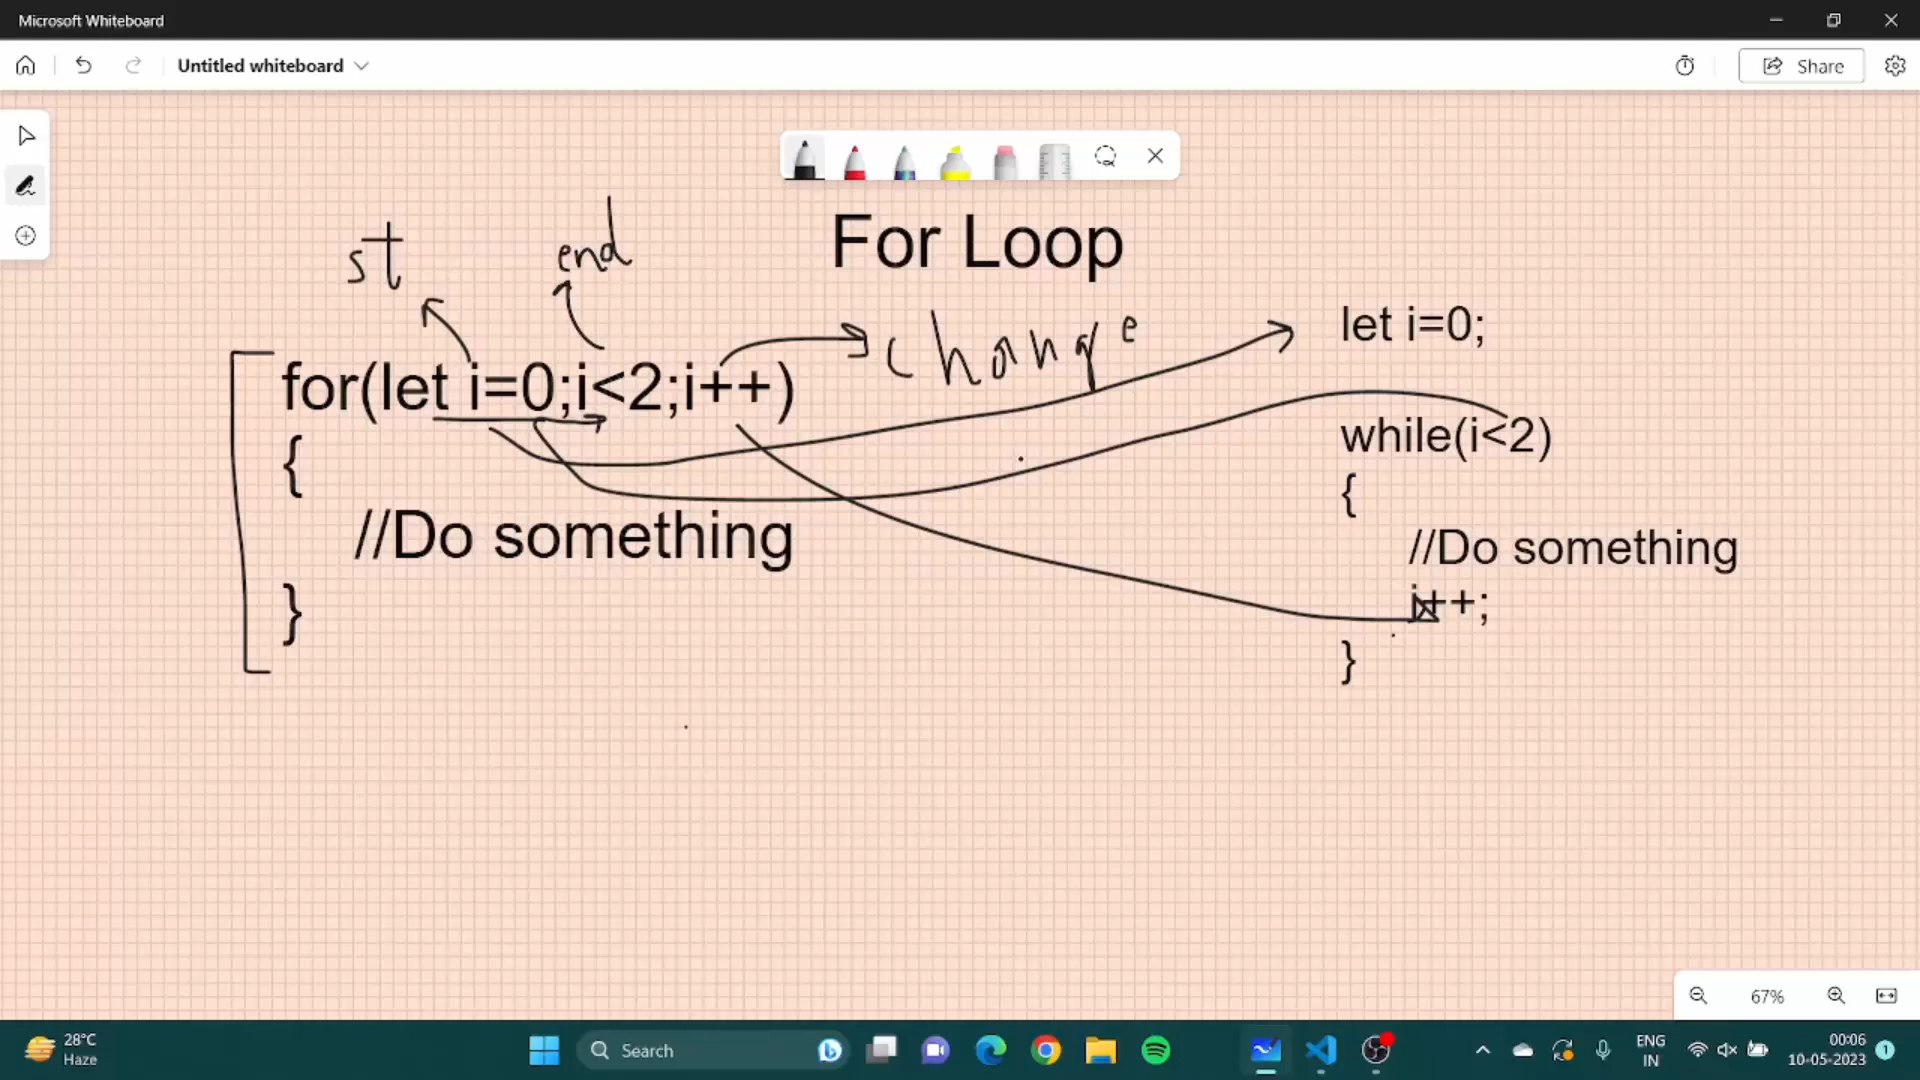 Microsoft Whiteboard
Untitled whiteboard
Share
For Loop
st
end
change
for(let i=0;i<2;i++)
{
//Do something
}
let i=0;
while(i<2)
{
//Do something
i++;
}
67%
28°C
Haze
Search
ENG
IN
00:06
10-05-2023
1